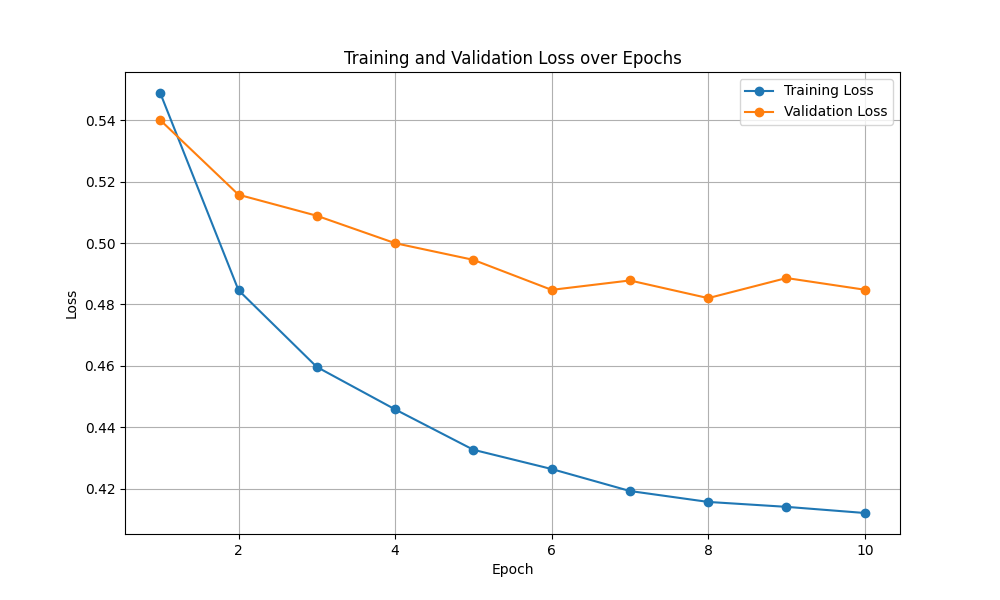 Training and Validation Loss over Epochs
Training Loss
Validation Loss
0.54
0.52
0.50
0.48
0.46
0.44
0.42
Loss
2 4 6 8 10
Epoch